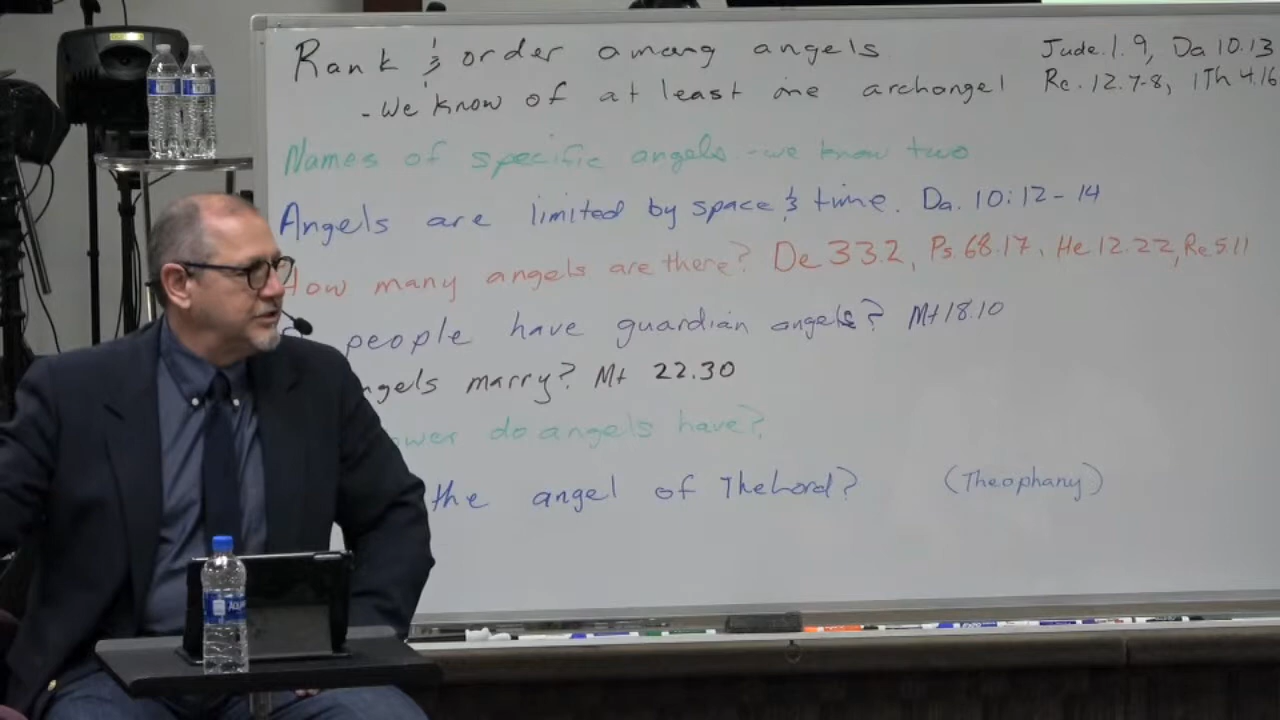 Rank & order among angels Jude.1.9, Da 10.13
- We know of at least one archangel Re.12.7-8, 1Th 4.16
Names of specific angels - we know two
Angels are limited by space & time. Da. 10:12-14
How many angels are there? De 33.2, Ps.68.17, He 12.22, Re 5.11
people have guardian angels? Mt 18.10
ngels marry? Mt 22.30
ower do angels have?
the angel of The Lord? (Theophany)